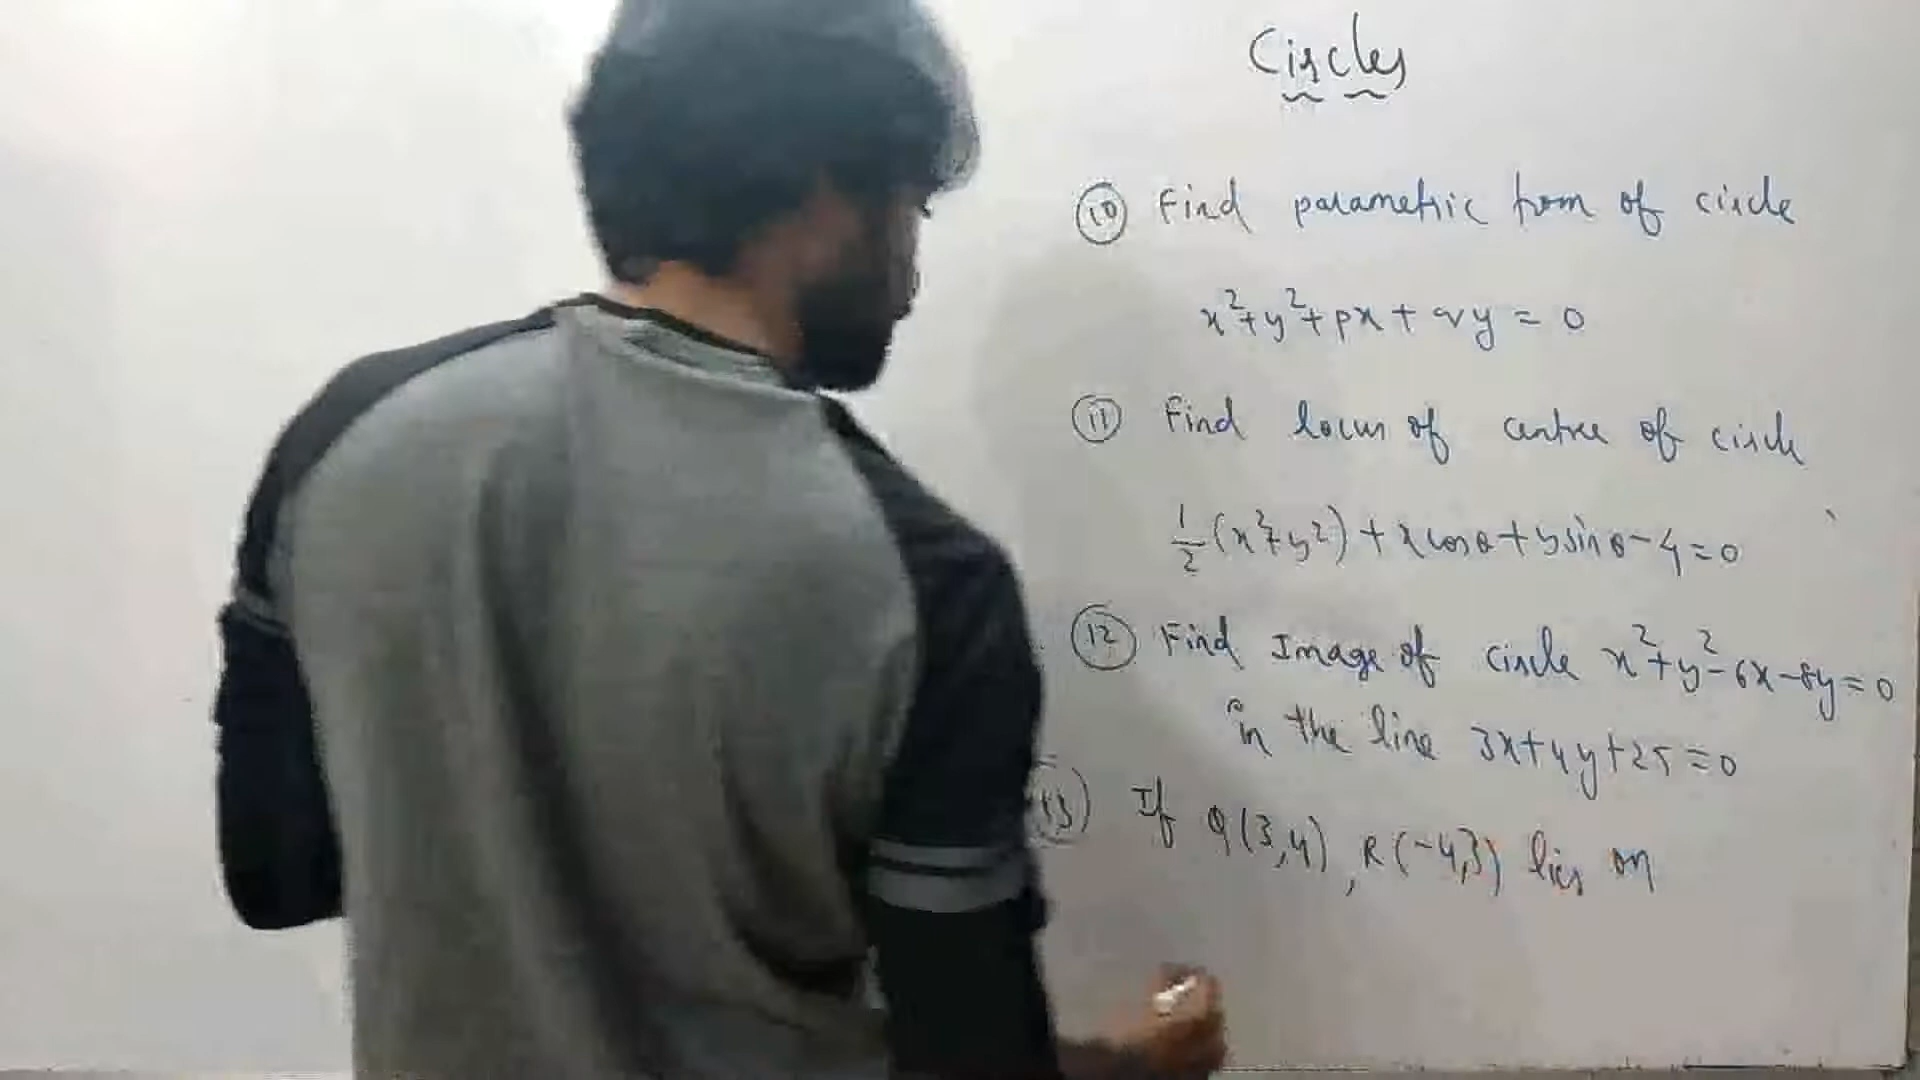 Circles
(10) Find parametric form of circle
x²+y²+px+qy=0
(11) Find locus of centre of circle
1/2(x²+y²)+xcosθ+ysinθ-4=0
(12) Find Image of circle x²+y²-6x-8y=0
in the line 3x+4y+25=0
(13) If Q(3,4), R(-4,3) lies on